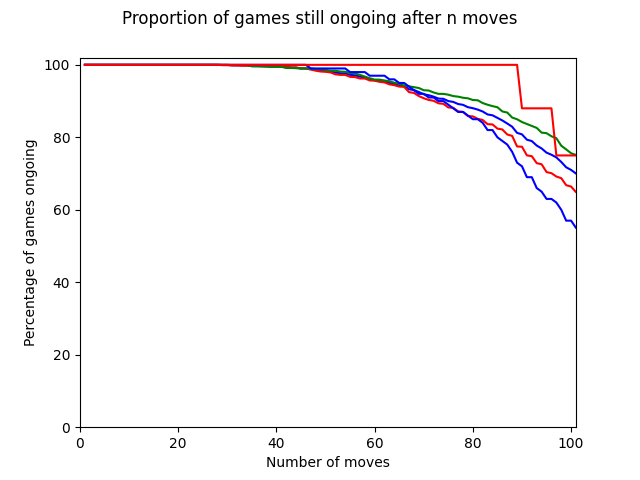 Proportion of games still ongoing after n moves
Percentage of games ongoing
100
80
60
40
20
0
0 20 40 60 80 100
Number of moves